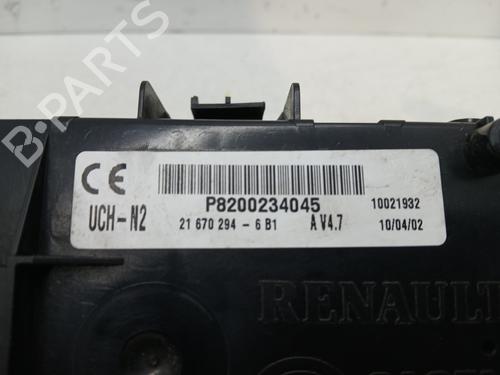 B-PARTS
CE
P8200234045
10021932
UCH-N2
21 670 294 - 6 B1
A V4.7
10/04/02
RENAULT